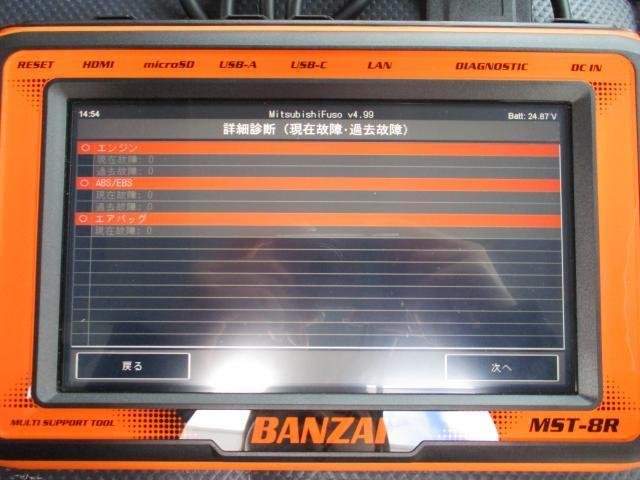 RESET HDMI microSD USB-A USB-C LAN DIAGNOSTIC DC IN
14:54 MitsubishiFuso v4.99 Batt: 24.87 V
詳細診断 (現在故障・過去故障)
○ エンジン
現在故障: 0
過去故障: 0
○ ABS/EBS
現在故障: 0
過去故障: 0
○ エアバッグ
現在故障: 0
戻る 次へ
MULTI SUPPORT TOOL BANZAI MST-8R